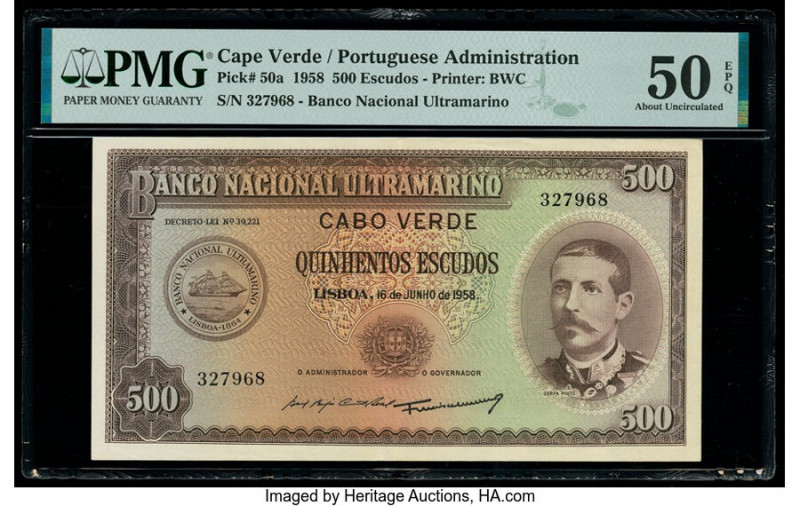 PMG
PAPER MONEY GUARANTY
Cape Verde / Portuguese Administration
Pick# 50a 1958 500 Escudos - Printer: BWC
S/N 327968 - Banco Nacional Ultramarino
50
EPQ
About Uncirculated
BANCO NACIONAL ULTRAMARINO
500
327968
DECRETO-LEI Nº 39,221
CABO VERDE
QUINHENTOS ESCUDOS
LISBOA, 16 de JUNHO de 1958.
BANCO NACIONAL ULTRAMARINO
LISBOA-1864
O ADMINISTRADOR
O GOVERNADOR
327968
SERPA PINTO
500
500
Imaged by Heritage Auctions, HA.com